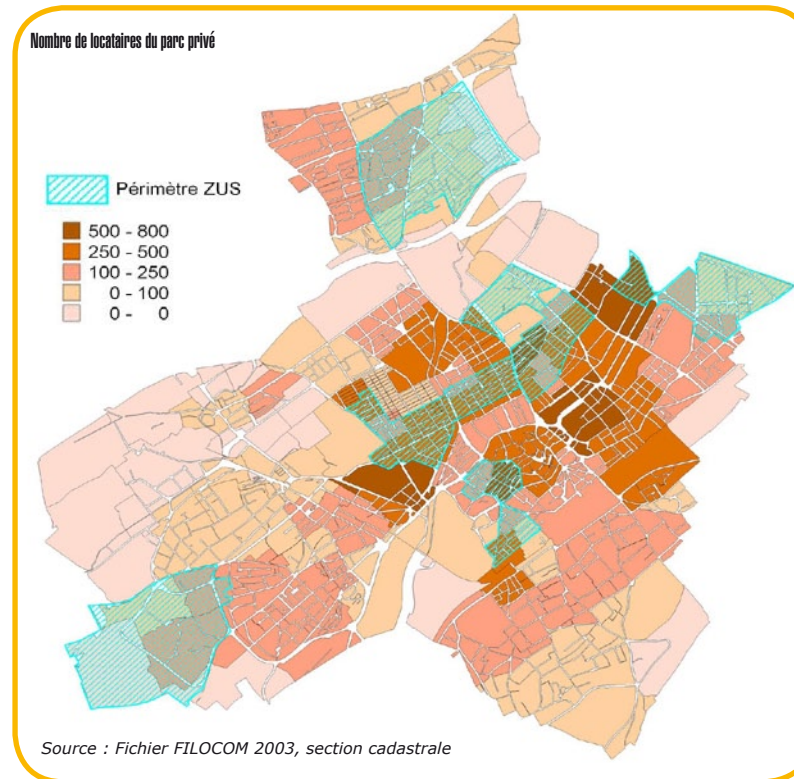 Nombre de locataires du parc privé
Périmètre ZUS
500 - 800
250 - 500
100 - 250
0 - 100
0 - 0
Source : Fichier FILOCOM 2003, section cadastrale